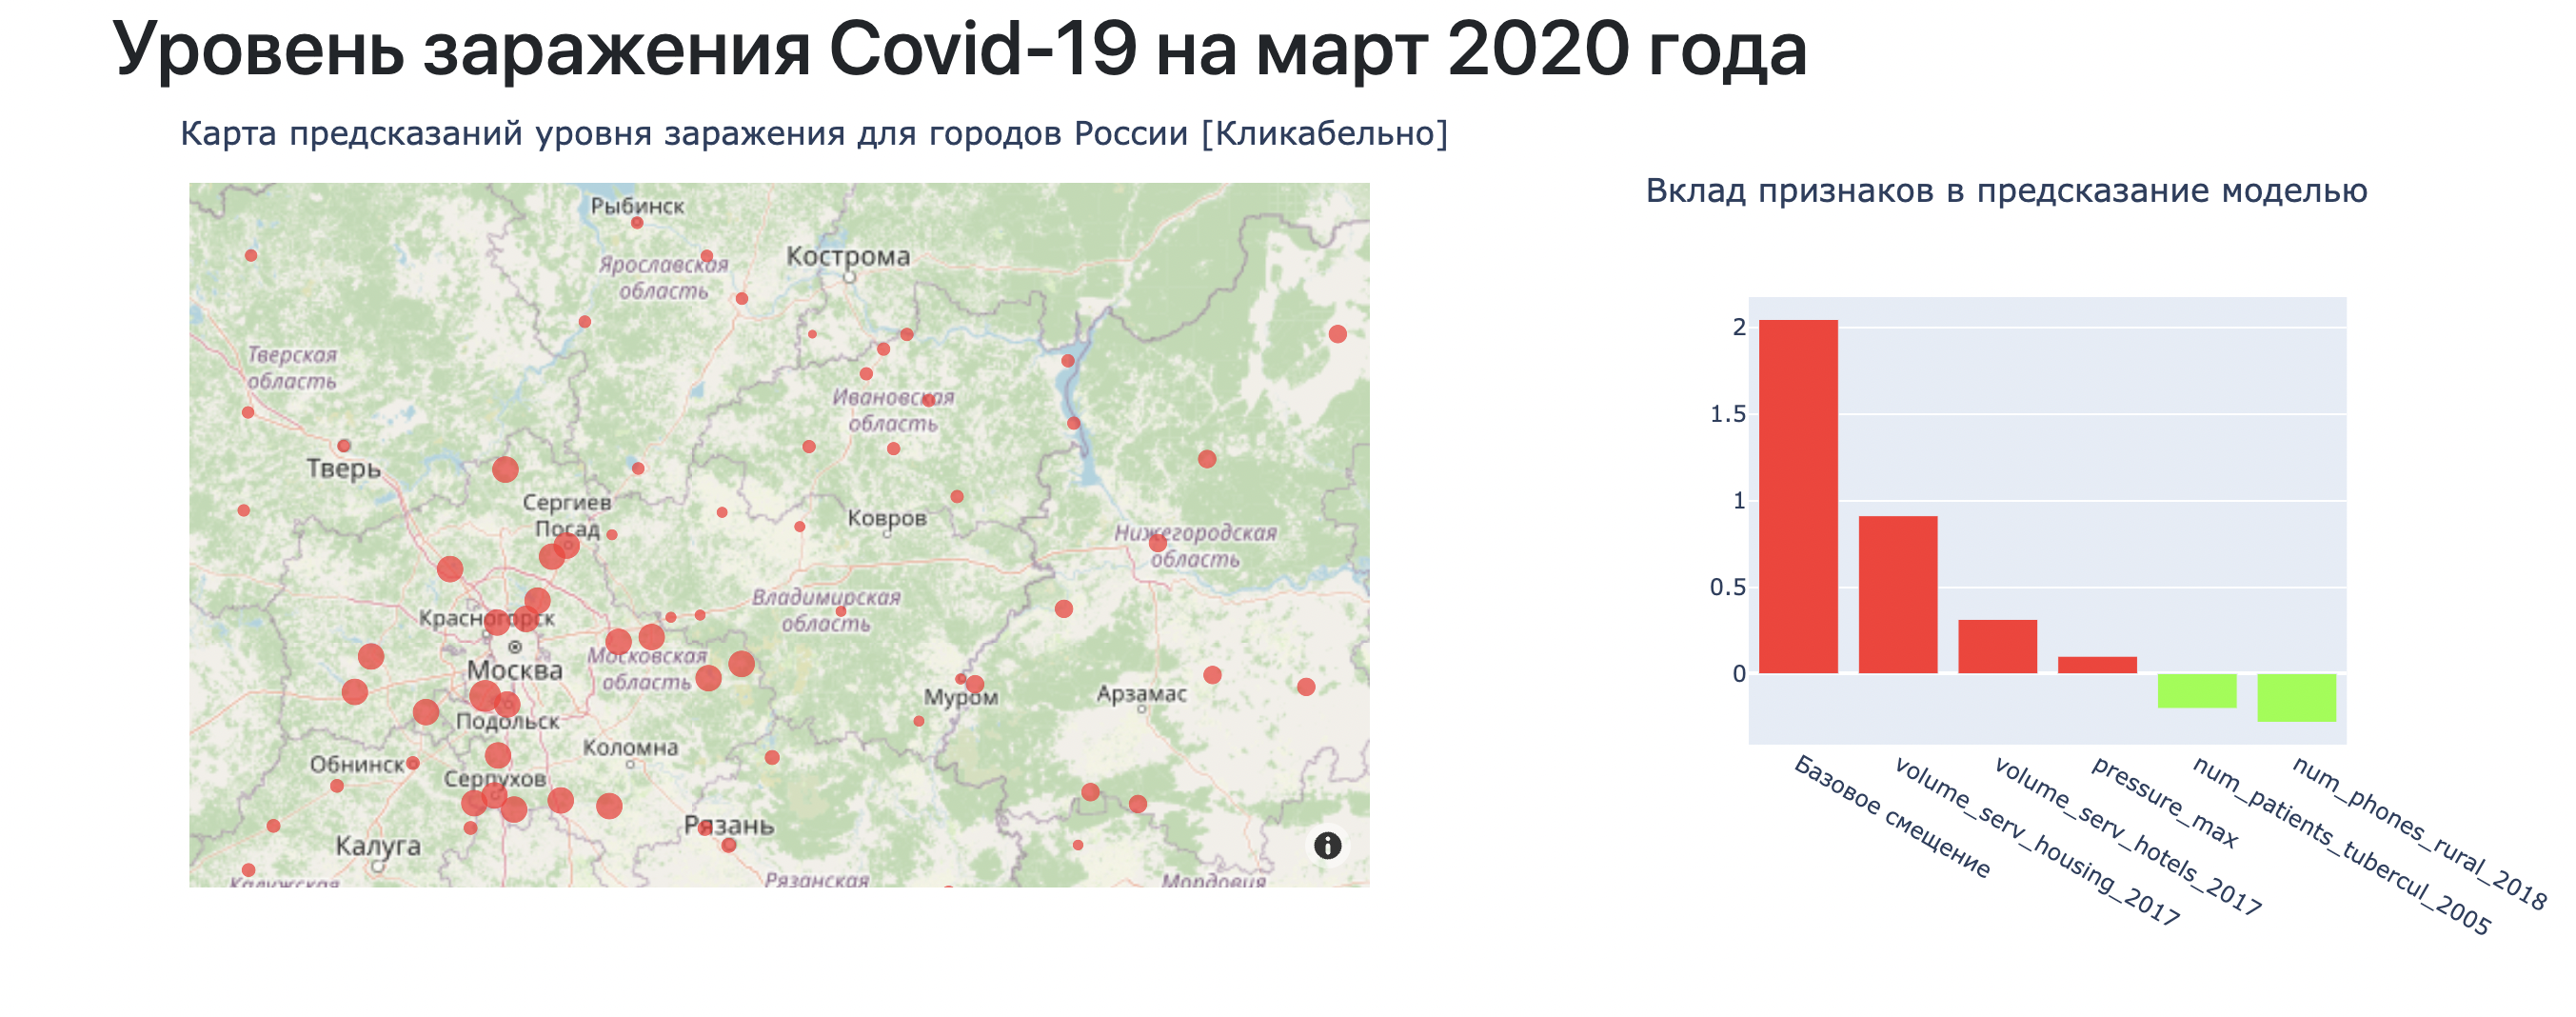 Уровень заражения Covid-19 на март 2020 года
Карта предсказаний уровня заражения для городов России [Кликабельно]
Рыбинск
Кострома
Ярославская
область
Тверская
область
Ивановская
область
Тверь
Сергиев
Посад
Ковров
Нижегородская
область
Владимирская
область
Красногорск
Москва
Московская
область
Муром
Арзамас
Подольск
Коломна
Обнинск
Серпухов
Рязань
Калуга
Калужская
Рязанская
Мордовия
Вклад признаков в предсказание моделью
2
1.5
1
0.5
0
Базовое смещение
volume_serv_housing_2017
volume_serv_hotels_2017
pressure_max
num_patients_tubercul_2005
num_phones_rural_2018